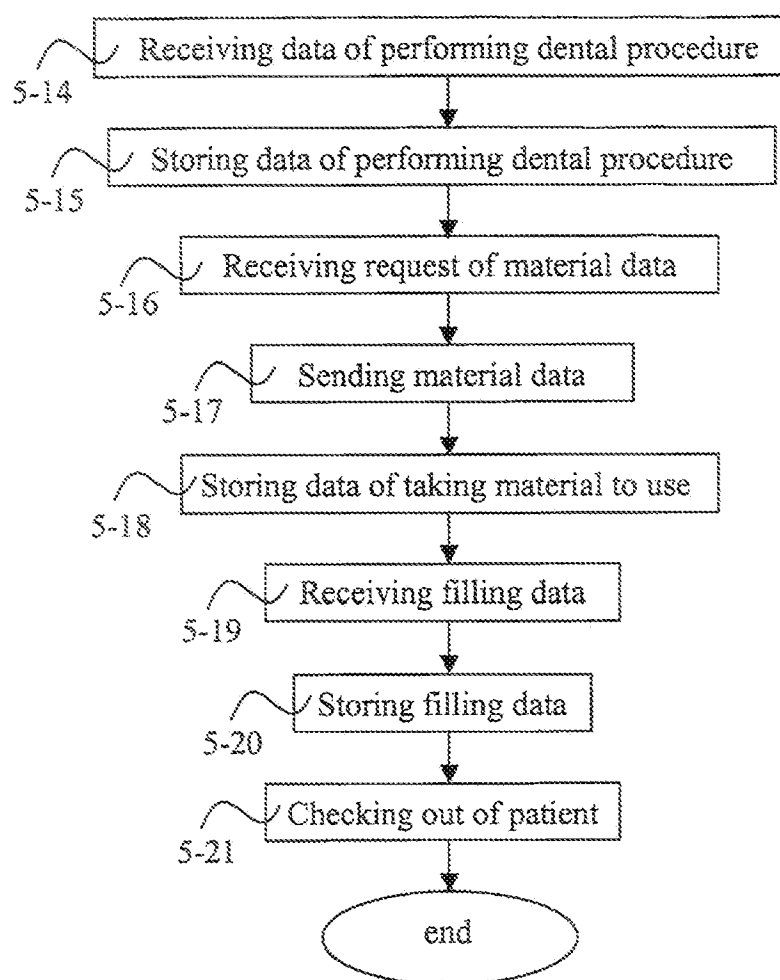 Receiving data of performing dental procedure
5-14
Storing data of performing dental procedure
5-15
Receiving request of material data
5-16
Sending material data
5-17
Storing data of taking material to use
5-18
Receiving filling data
5-19
Storing filling data
5-20
Checking out of patient
5-21
end